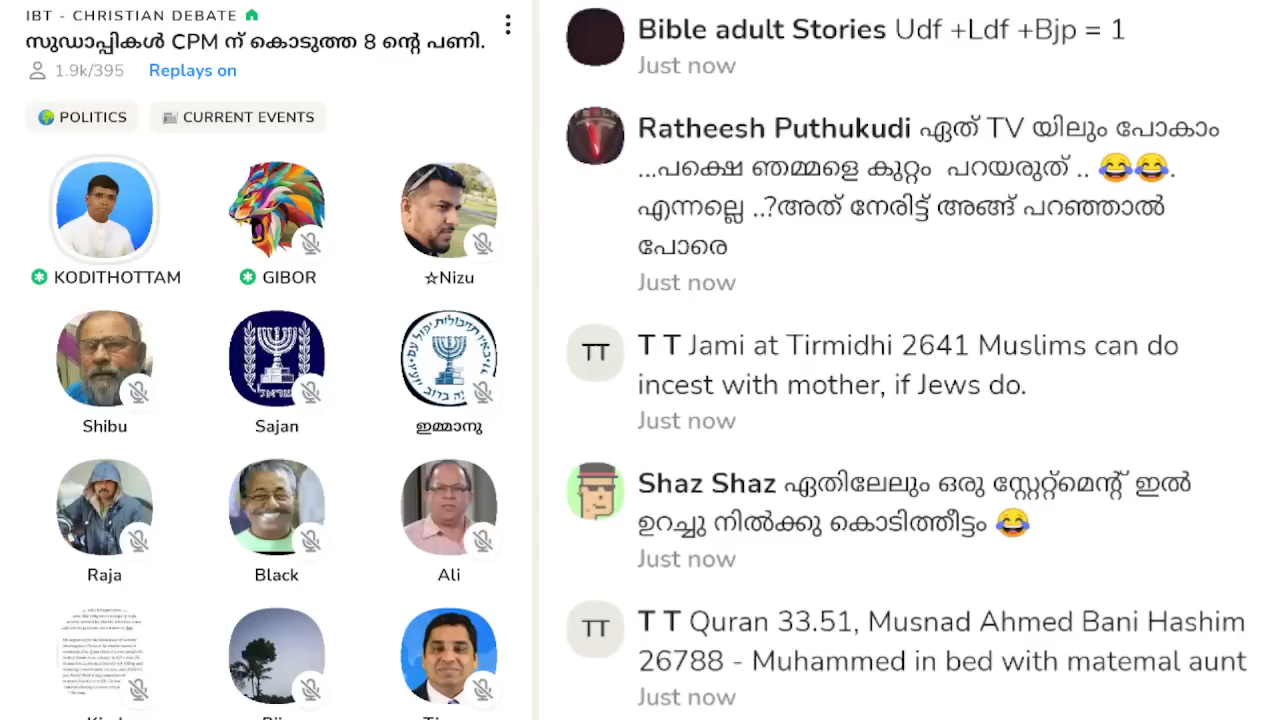 IBT - CHRISTIAN DEBATE
സുഡാപ്പികൾ CPM ന് കൊടുത്ത 8 ന്റെ പണി.
1.9k/395 Replays on
POLITICS CURRENT EVENTS
KODITHOTTAM GIBOR ☆Nizu
Shibu Sajan ഇമ്മാനു
Raja Black Ali
Bible adult Stories Udf +Ldf +Bjp = 1
Just now
Ratheesh Puthukudi ഏത് TV യിലും പോകാം
...പക്ഷെ ഞമ്മളെ കുറ്റം പറയരുത് .. 😂😂.
എന്നല്ലെ ..?അത് നേരിട്ട് അങ്ങ് പറഞ്ഞാൽ
പോരെ
Just now
TT
T T Jami at Tirmidhi 2641 Muslims can do
incest with mother, if Jews do.
Just now
Shaz Shaz ഏതിലേലും ഒരു സ്റ്റേറ്റ്മെന്റ് ഇൽ
ഉറച്ചു നിൽക്കു കൊടിത്തീട്ടം 😂
Just now
TT
T T Quran 33.51, Musnad Ahmed Bani Hashim
26788 - Muhammed in bed with matemal aunt
Just now